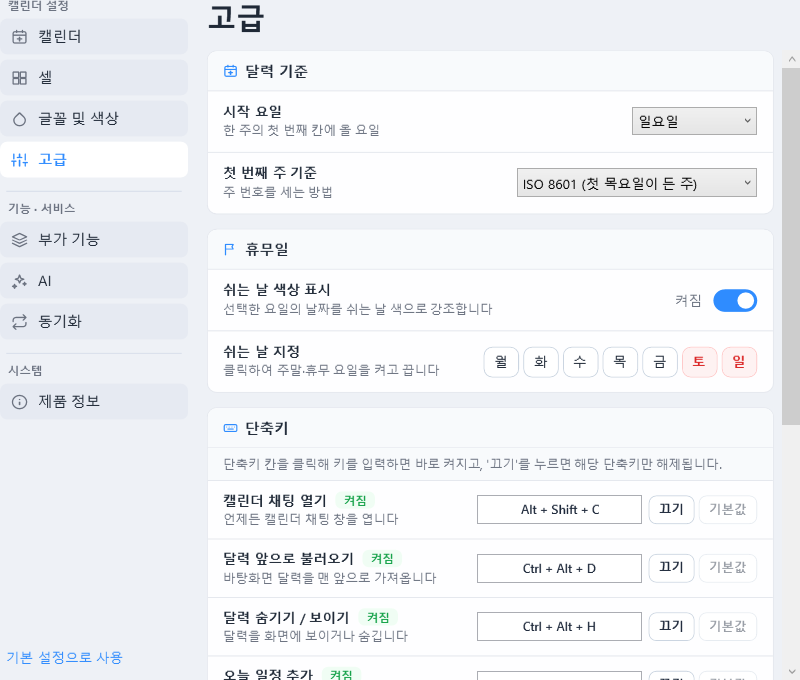 캘린더 설정
캘린더
셀
글꼴 및 색상
고급
기능 · 서비스
부가 기능
AI
동기화
시스템
제품 정보
기본 설정으로 사용
고급
달력 기준
시작 요일
한 주의 첫 번째 칸에 올 요일
일요일
첫 번째 주 기준
주 번호를 세는 방법
ISO 8601 (첫 목요일이 든 주)
휴무일
쉬는 날 색상 표시
선택한 요일의 날짜를 쉬는 날 색으로 강조합니다
켜짐
쉬는 날 지정
클릭하여 주말·휴무 요일을 켜고 끕니다
월 화 수 목 금 토 일
단축키
단축키 칸을 클릭해 키를 입력하면 바로 켜지고, '끄기'를 누르면 해당 단축키만 해제됩니다.
캘린더 채팅 열기 켜짐
언제든 캘린더 채팅 창을 엽니다
Alt + Shift + C 끄기 기본값
달력 앞으로 불러오기 켜짐
바탕화면 달력을 맨 앞으로 가져옵니다
Ctrl + Alt + D 끄기 기본값
달력 숨기기 / 보이기 켜짐
달력을 화면에 보이거나 숨깁니다
Ctrl + Alt + H 끄기 기본값
오늘 일정 추가 켜짐
끄기 기본값